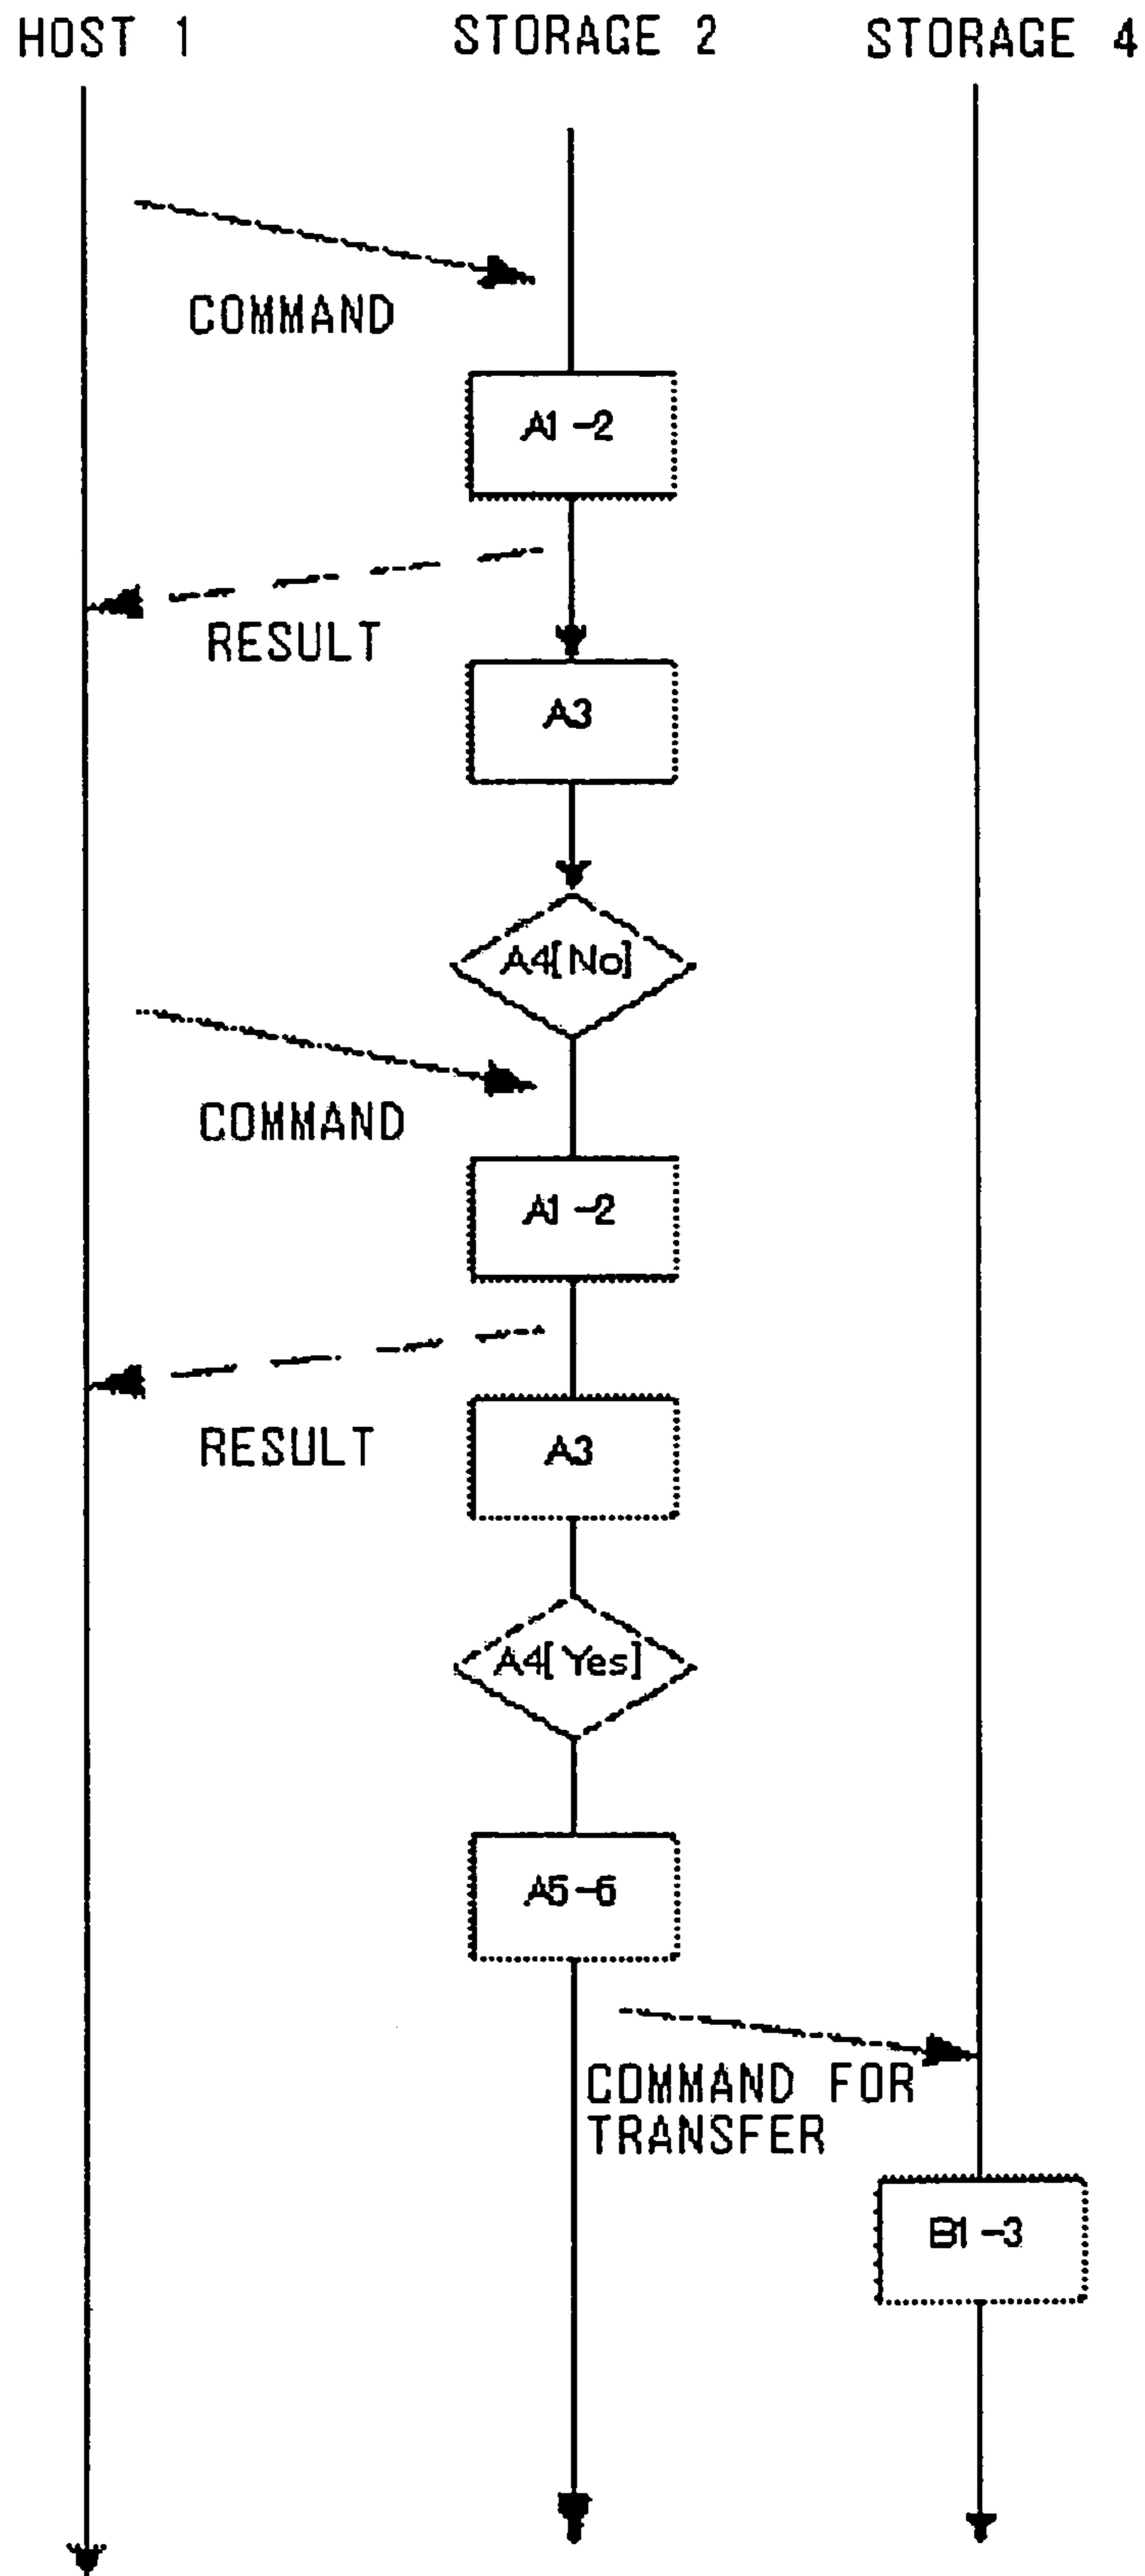 HOST 1 STORAGE 2 STORAGE 4
COMMAND
A1-2
RESULT
A3
A4[No]
COMMAND
A1-2
RESULT
A3
A4[Yes]
A5-6
COMMAND FOR
TRANSFER
B1-3